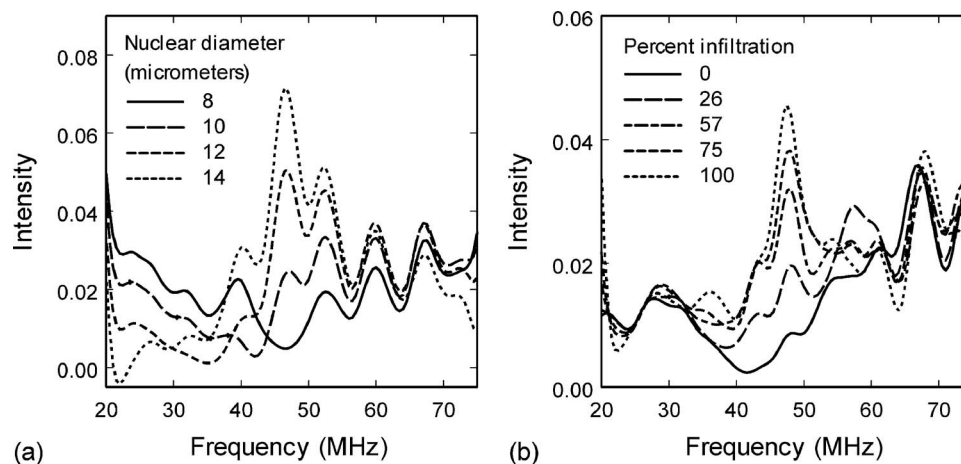 0.08
0.06
0.04
0.02
0.00
Intensity
Nuclear diameter
(micrometers)
8
10
12
14
20 30 40 50 60 70
Frequency (MHz)
(a)
0.06
0.04
0.02
0.00
Intensity
Percent infiltration
0
26
57
75
100
20 30 40 50 60 70
Frequency (MHz)
(b)